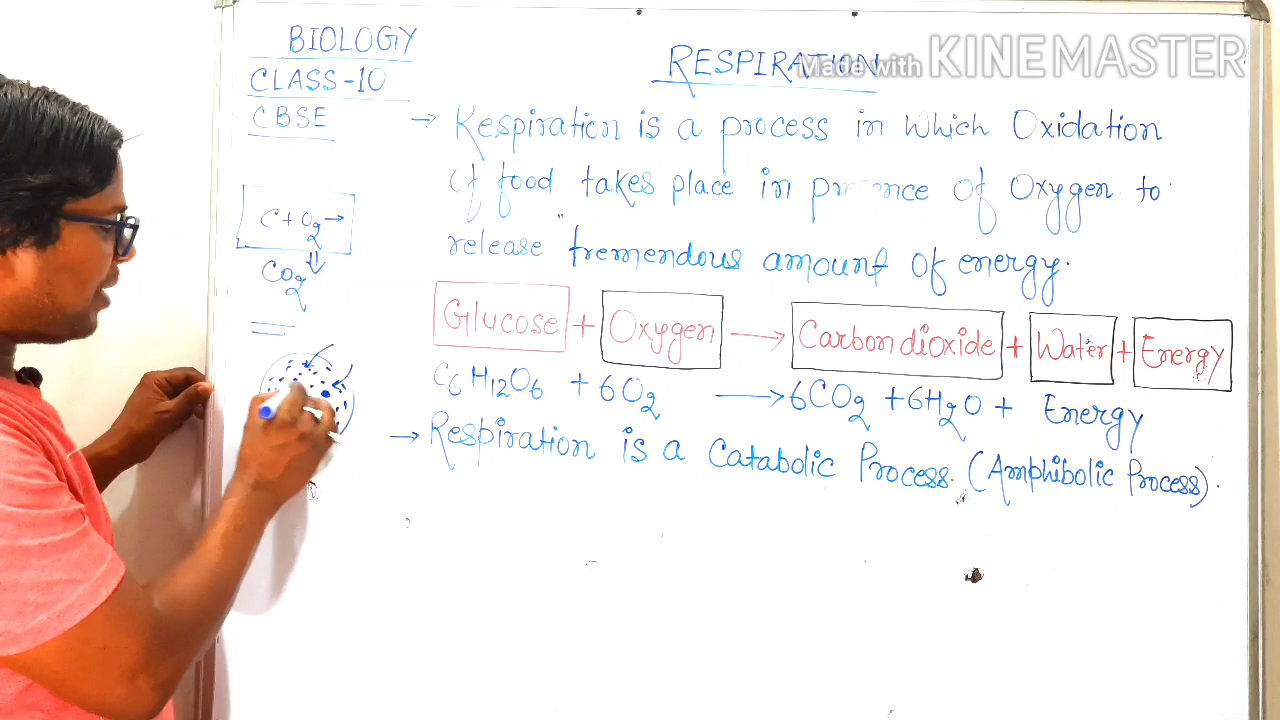 BIOLOGY
CLASS-10
CBSE
RESPIRATION
Made with KINEMASTER
→ Respiration is a process in which Oxidation
of food takes place in presence of Oxygen to
release tremendous amount of energy.
C + O₂ →
CO₂
Glucose + Oxygen → Carbondioxide + Water + Energy
C₆H₁₂O₆ + 6O₂ → 6CO₂ + 6H₂O + Energy
→ Respiration is a Catabolic Process. (Amphibolic Process).